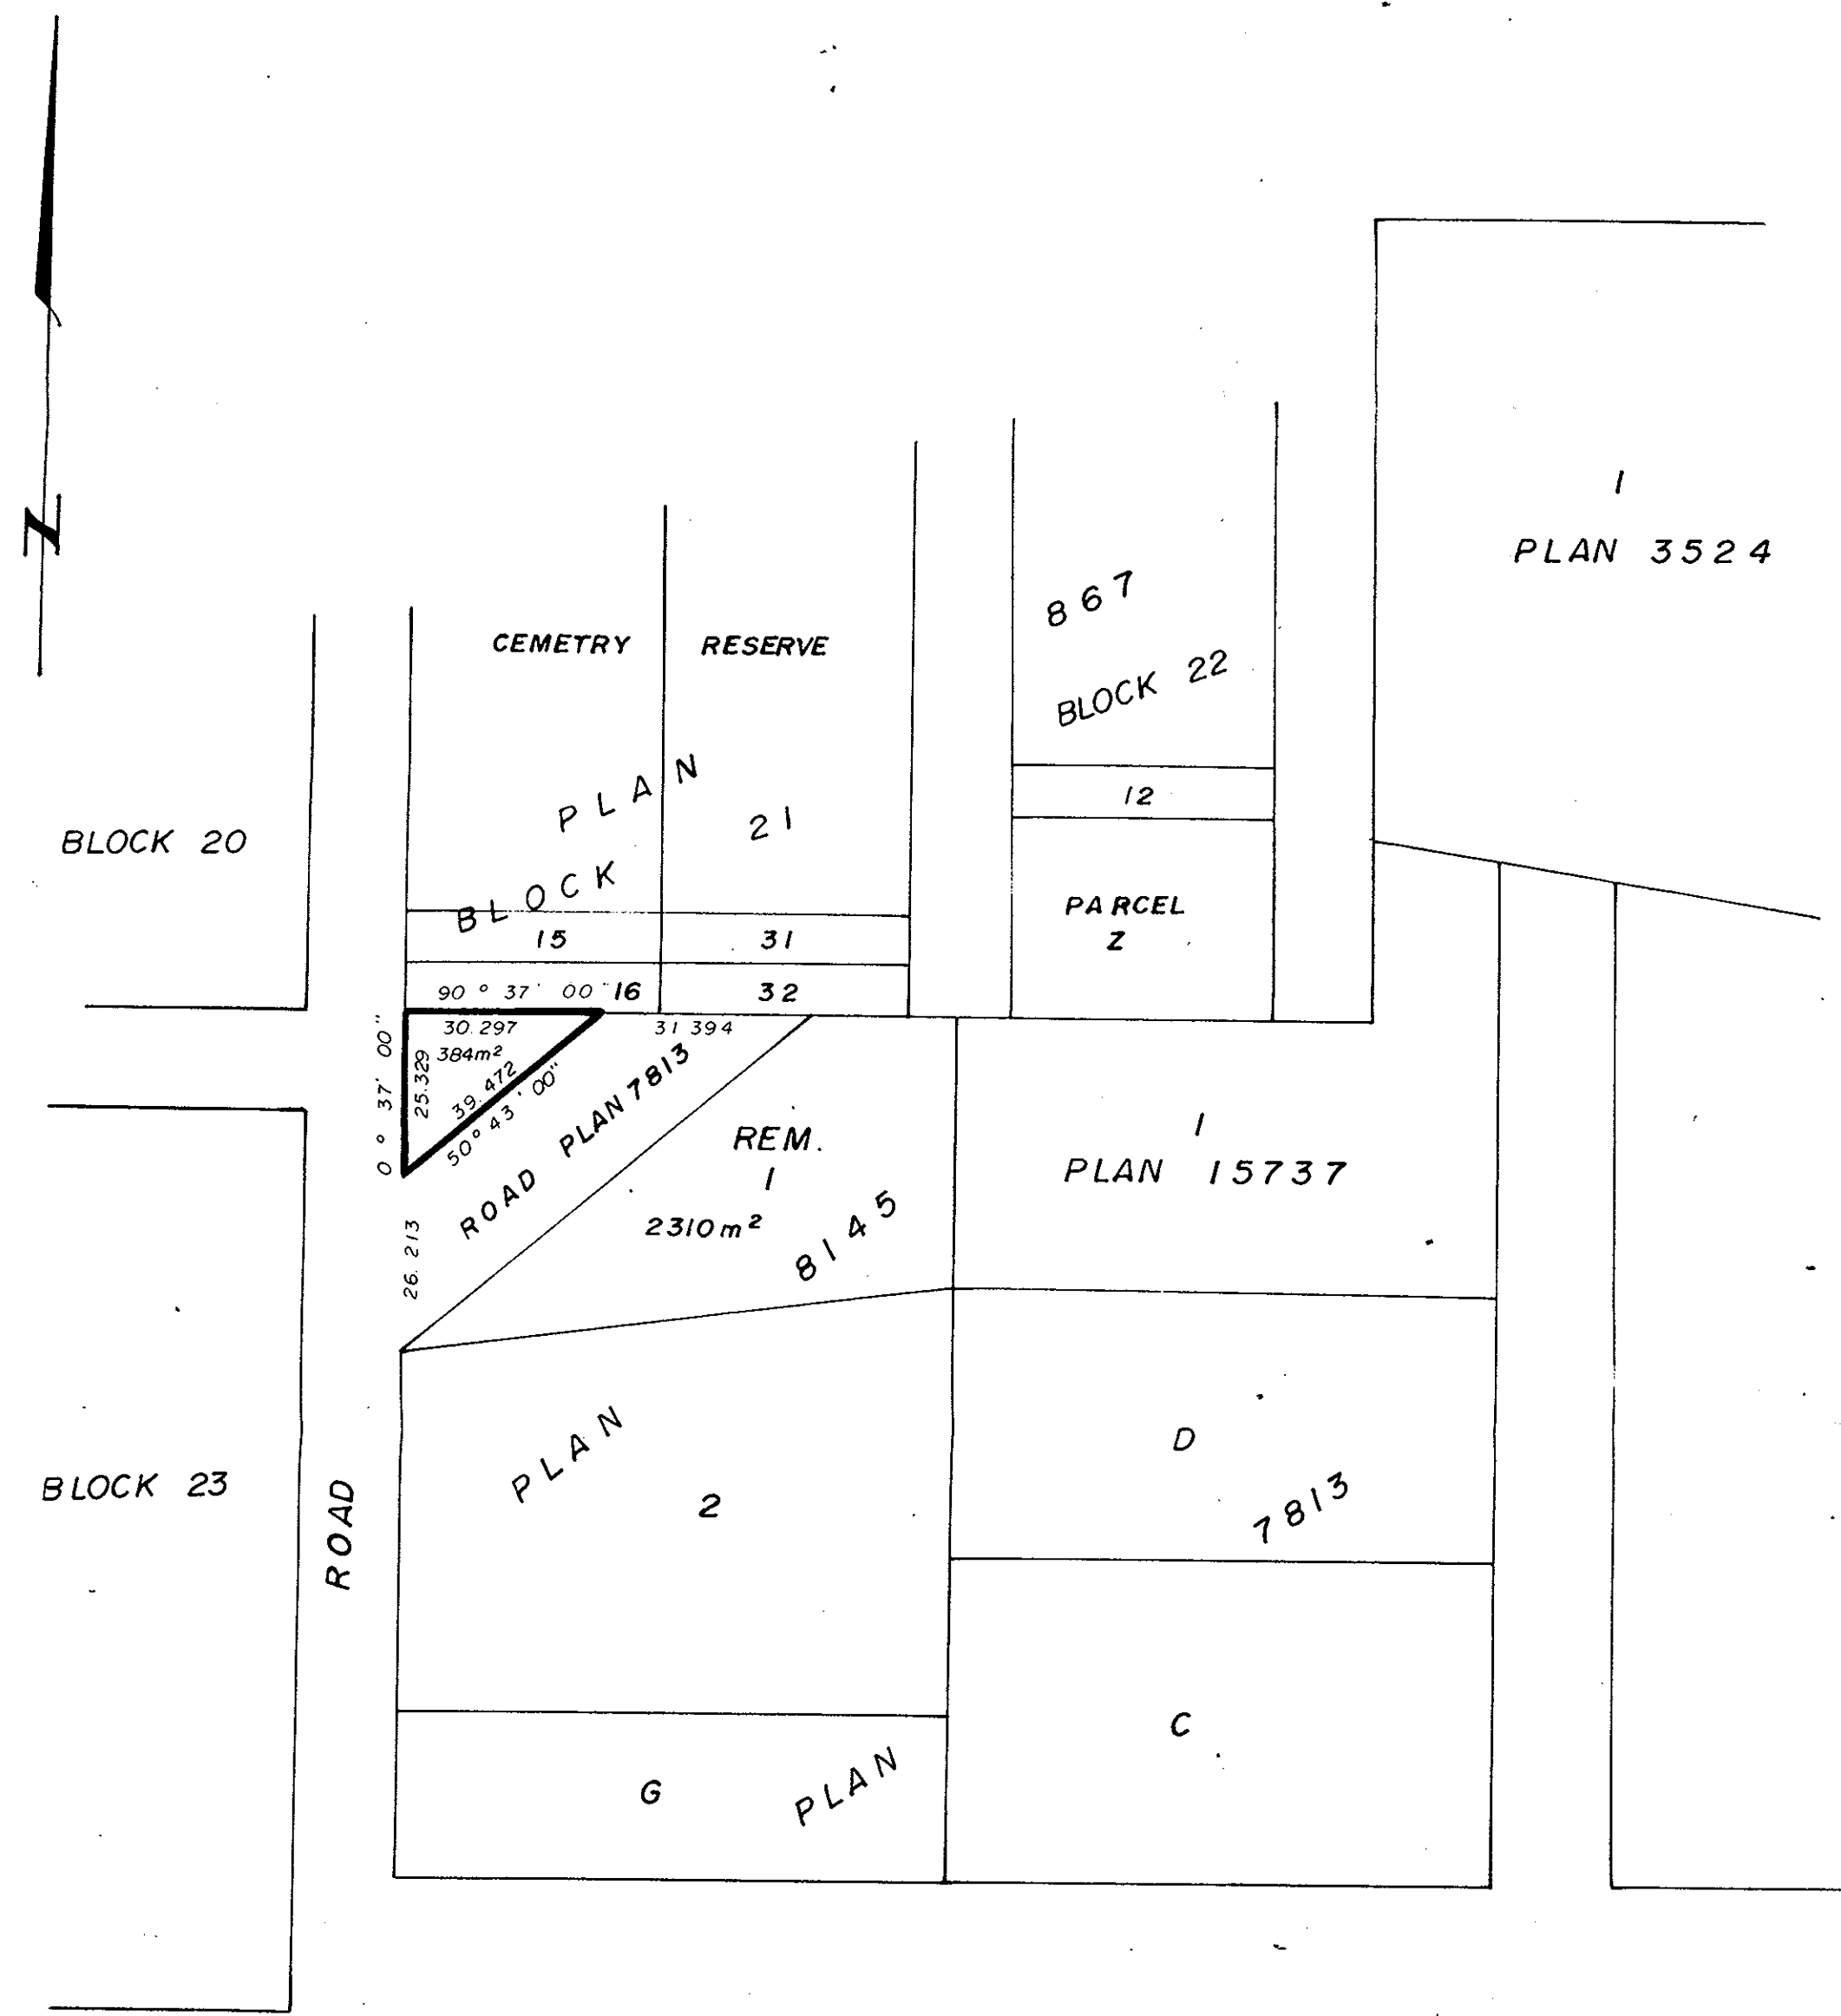 N
1
PLAN 3524
867
BLOCK 22
CEMETRY RESERVE
PLAN
12
BLOCK 21
BLOCK 20
PARCEL
Z
15
31
90° 37' 00" 16
32
30.297
31 394
384m²
25.329
0° 37' 00"
39.472
50° 43' 00"
ROAD PLAN 7813
REM.
1
2310m²
8145
1
PLAN 15737
26.213
PLAN
2
D
7813
BLOCK 23
ROAD
C
G
PLAN